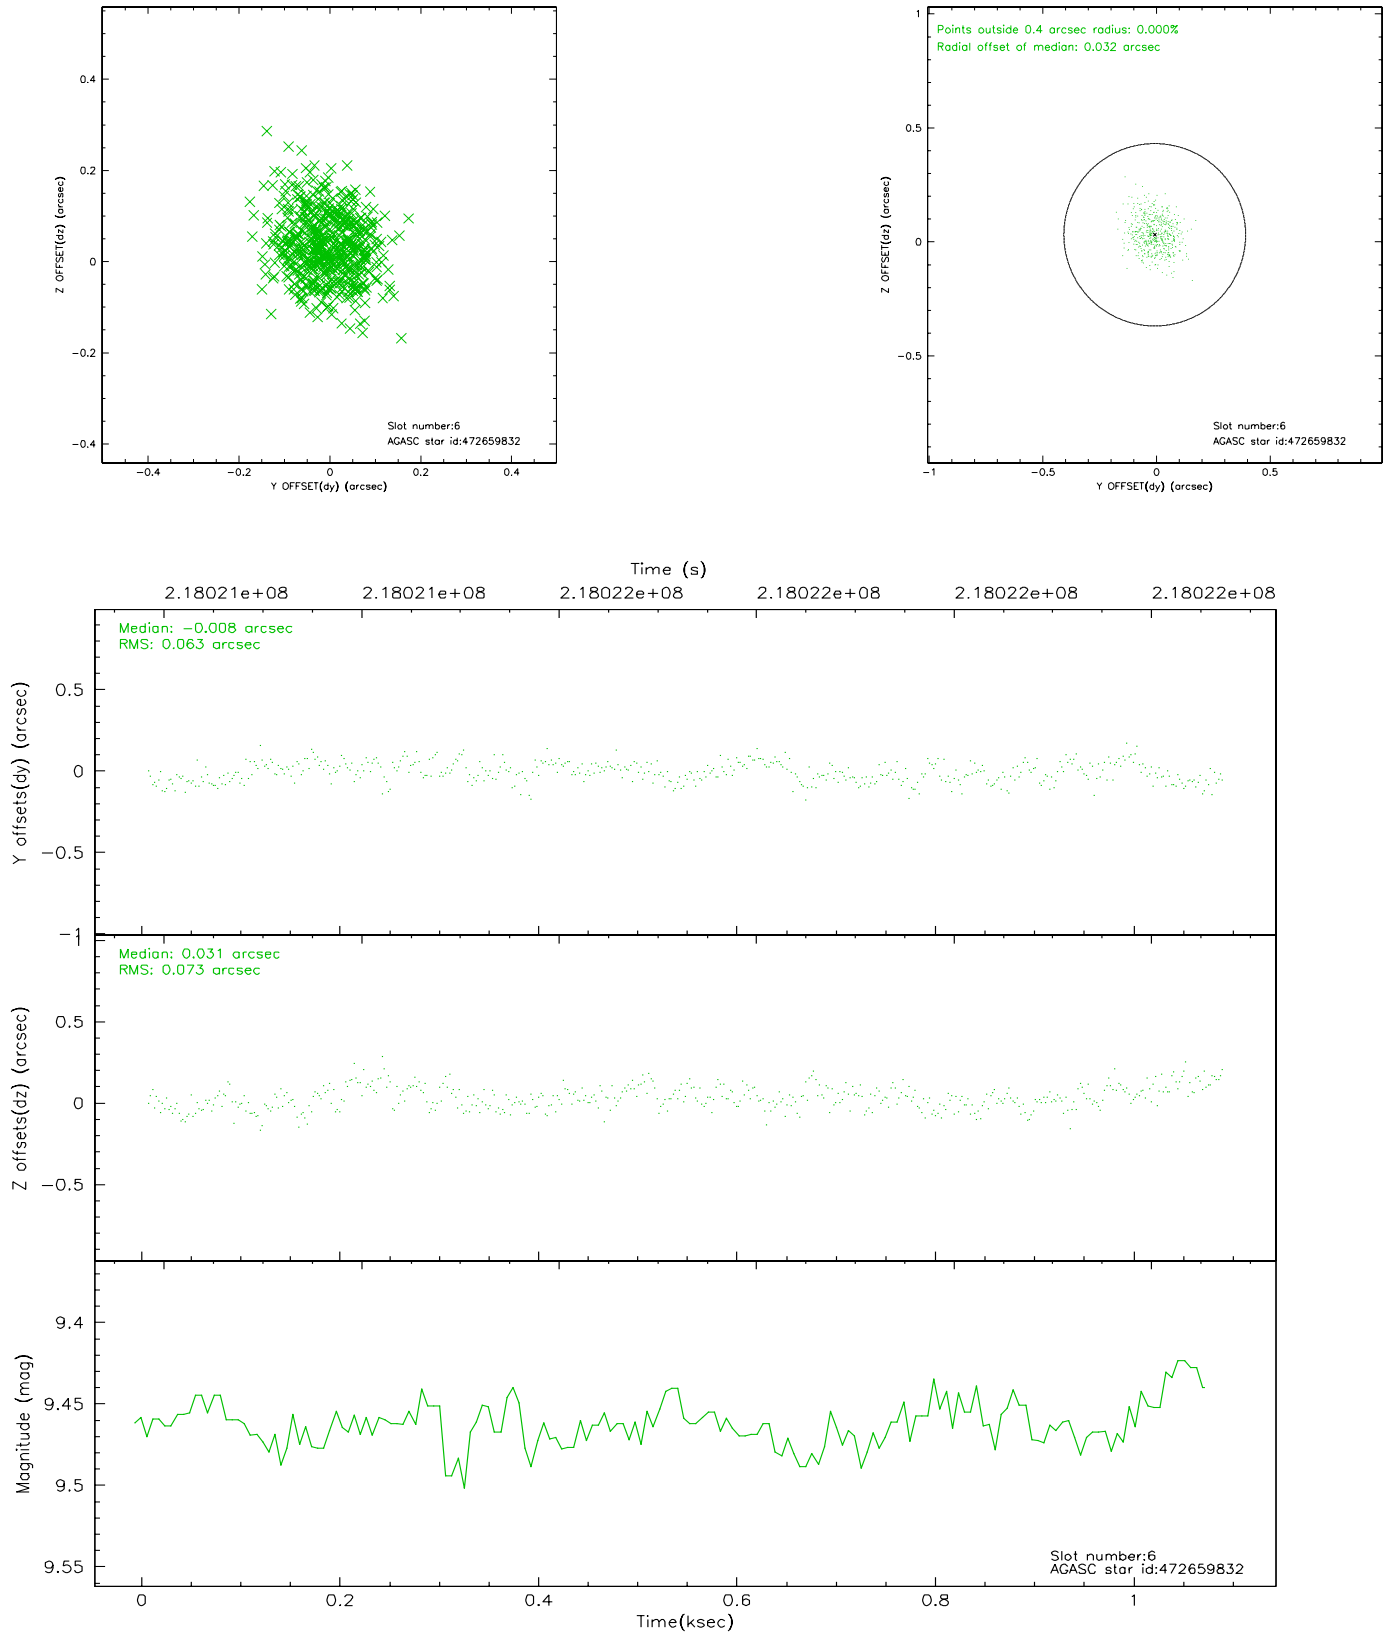 0.4
0.2
0
−0.2
−0.4
Z OFFSET(dz) (arcsec)
Slot number:6
AGASC star id:472659832
−0.4 −0.2 0 0.2 0.4
Y OFFSET(dy) (arcsec)
Points outside 0.4 arcsec radius: 0.000%
Radial offset of median: 0.032 arcsec
1
0.5
0
−0.5
Z OFFSET(dz) (arcsec)
Slot number:6
AGASC star id:472659832
−1 −0.5 0 0.5
Y OFFSET(dy) (arcsec)
Time (s)
2.18021e+08 2.18021e+08 2.18022e+08 2.18022e+08 2.18022e+08 2.18022e+08
Median: −0.008 arcsec
RMS: 0.063 arcsec
0.5
0
−0.5
−1
Y offsets(dy) (arcsec)
Median: 0.031 arcsec
RMS: 0.073 arcsec
1
0.5
0
−0.5
Z offsets(dz) (arcsec)
9.4
9.45
9.5
9.55
Magnitude (mag)
Slot number:6
AGASC star id:472659832
0 0.2 0.4 0.6 0.8 1
Time(ksec)